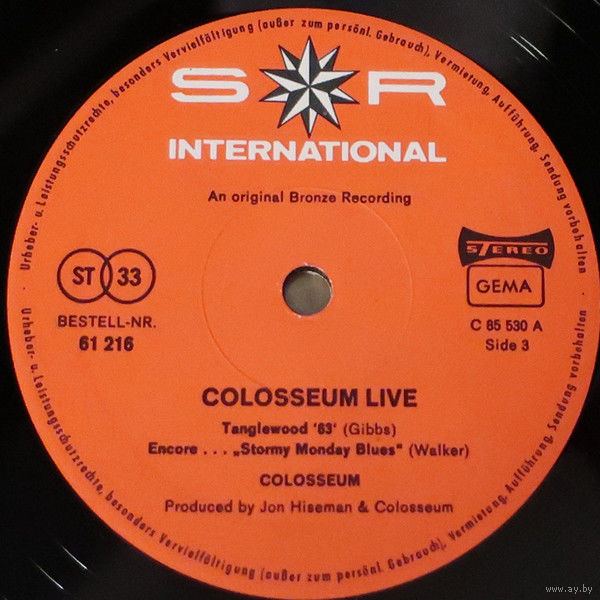 Urheber- u. Leistungsschutzrechte, besonders Vervielfältigung (außer zum persönl. Gebrauch), Vermietung, Aufführung, Sendung vorbehalten
S R
INTERNATIONAL
An original Bronze Recording
ST 33
STEREO
GEMA
BESTELL-NR.
61 216
C 85 530 A
Side 3
COLOSSEUM LIVE
Tanglewood '63' (Gibbs)
Encore . . . „Stormy Monday Blues“ (Walker)
COLOSSEUM
Produced by Jon Hiseman & Colosseum
Urheber- u. Leistungsschutzrechte, besonders Vervielfältigung (außer zum persönl. Gebrauch), Vermietung, Aufführung, Sendung vorbehalten
www.ay.by